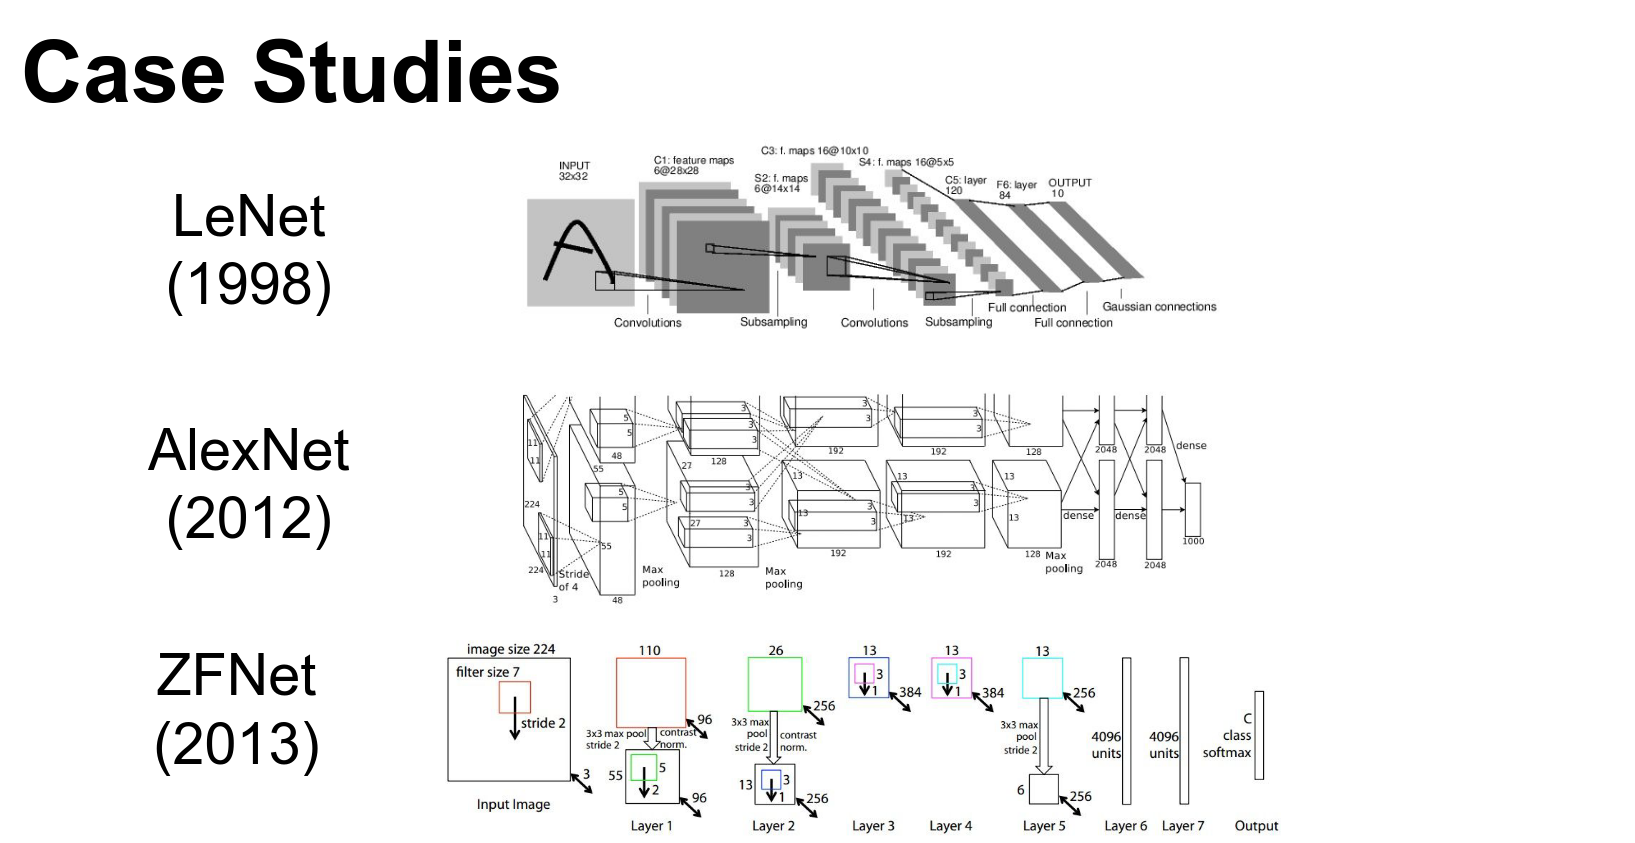 Case Studies
LeNet
(1998)
INPUT
32x32
C1: feature maps
6@28x28
S2: f. maps
6@14x14
C3: f. maps 16@10x10
S4: f. maps 16@5x5
C5: layer
120
F6: layer
84
OUTPUT
10
Convolutions
Subsampling
Convolutions
Subsampling
Full connection
Full connection
Gaussian connections
AlexNet
(2012)
11
11
224
11
11
224
3
Stride
of 4
5
5
48
55
5
5
55
48
Max
pooling
3
3
3
128
27
3
3
27
3
3
128
Max
pooling
3
3
192
13
3
3
13
192
3
3
192
13
3
3
13
192
128
13
13
128
Max
pooling
2048
2048
dense
dense
dense
2048
2048
1000
ZFNet
(2013)
image size 224
filter size 7
stride 2
3
Input Image
110
96
3x3 max pool
stride 2
contrast
norm.
55
5
2
96
Layer 1
26
256
3x3 max
pool
stride 2
contrast
norm.
13
3
1
256
Layer 2
13
3
1
384
Layer 3
13
3
1
384
Layer 4
13
256
3x3 max
pool
stride 2
6
256
Layer 5
4096
units
Layer 6
4096
units
Layer 7
C
class
softmax
Output